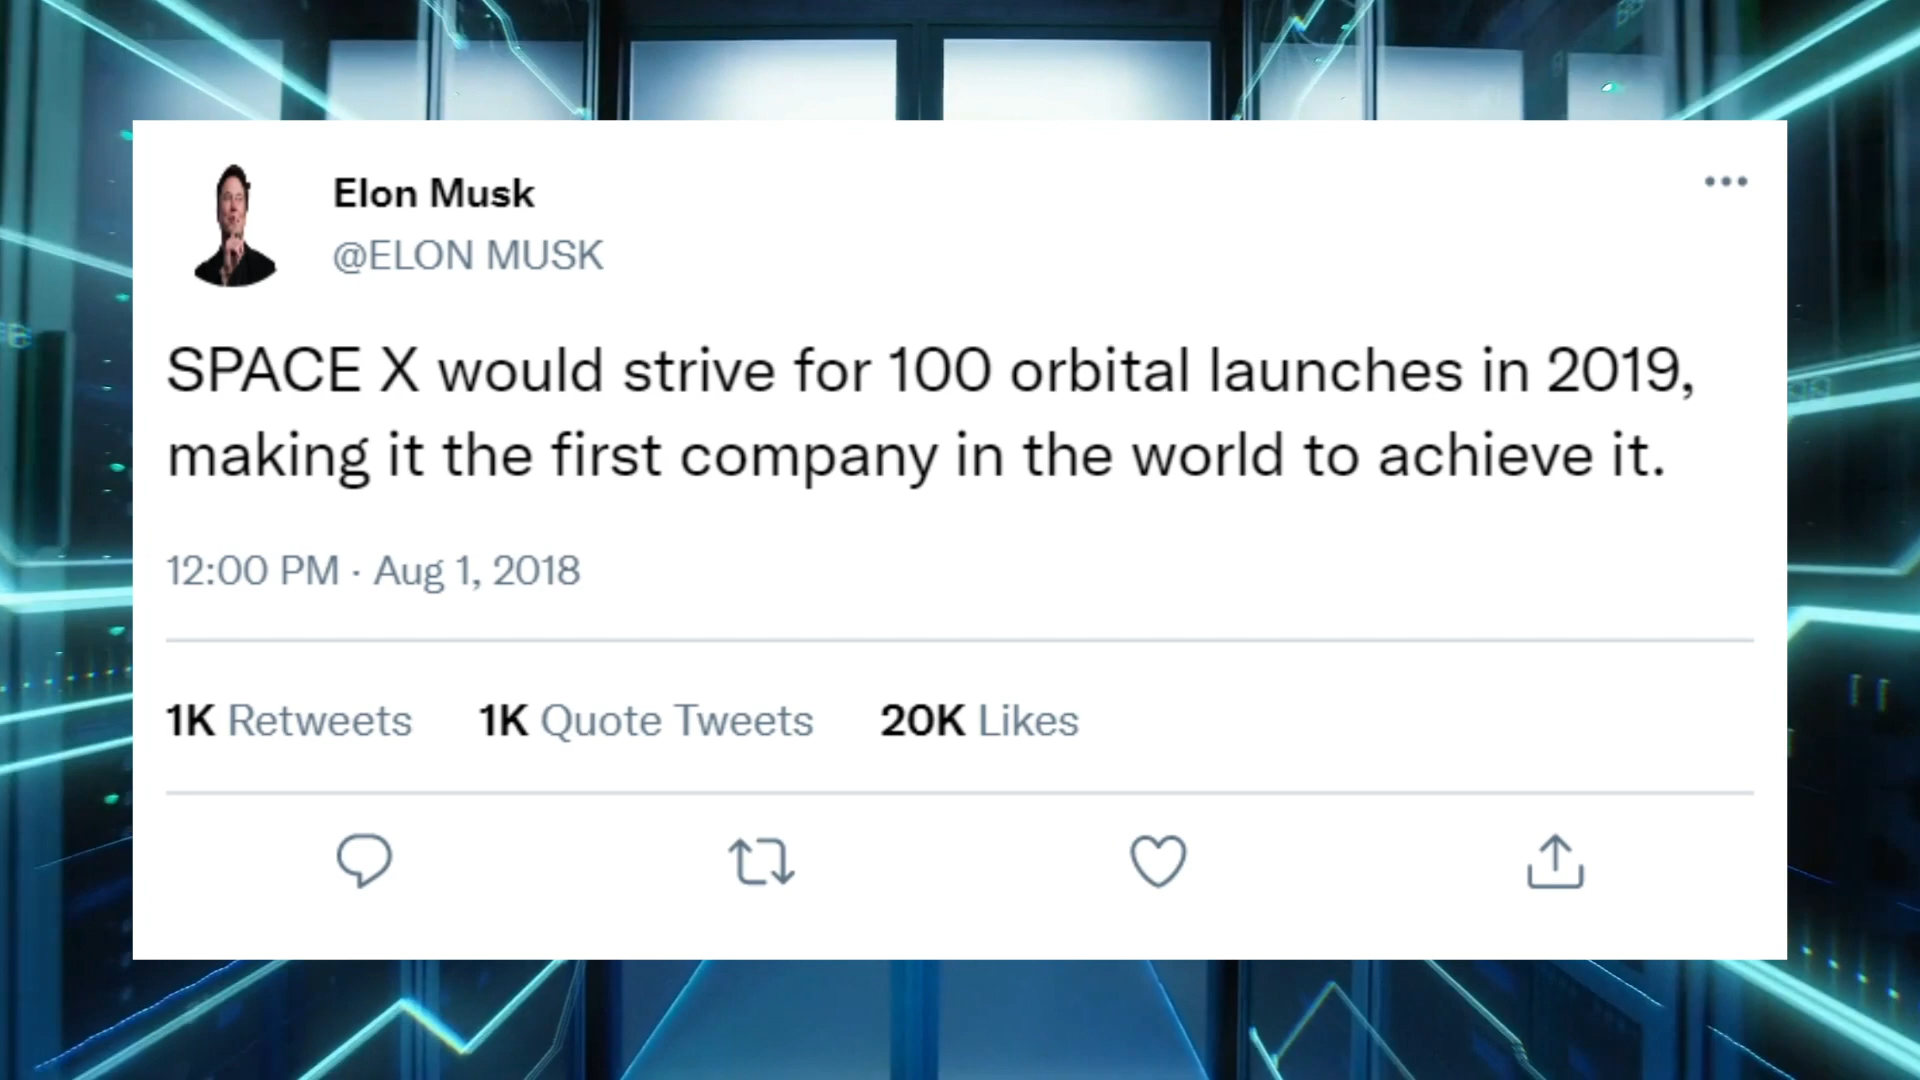 Elon Musk
@ELON MUSK
SPACE X would strive for 100 orbital launches in 2019,
making it the first company in the world to achieve it.
12:00 PM · Aug 1, 2018
1K Retweets 1K Quote Tweets 20K Likes